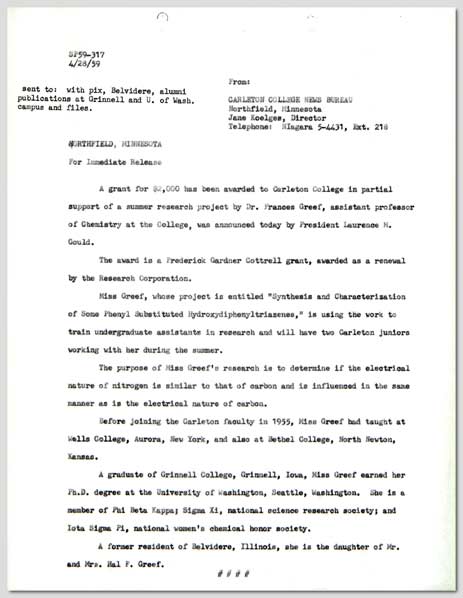 SP59-317
4/28/59
sent to: with pix, Belvidere, alumni
publications at Grinnell and U. of Wash.
campus and files.
From:
CARLETON COLLEGE NEWS BUREAU
Northfield, Minnesota
Jane Koelges, Director
Telephone: NIagara 5-4431, Ext. 218
NORTHFIELD, MINNESOTA
For Immediate Release
A grant for $2,000 has been awarded to Carleton College in partial
support of a summer research project by Dr. Frances Greef, assistant professor
of Chemistry at the College, was announced today by President Laurence M.
Gould.
The award is a Frederick Gardner Cottrell grant, awarded as a renewal
by the Research Corporation.
Miss Greef, whose project is entitled "Synthesis and Characterization
of Some Phenyl Substituted Hydroxydiphenyltriazenes," is using the work to
train undergraduate assistants in research and will have two Carleton juniors
working with her during the summer.
The purpose of Miss Greef's research is to determine if the electrical
nature of nitrogen is similar to that of carbon and is influenced in the same
manner as is the electrical nature of carbon.
Before joining the Carleton faculty in 1955, Miss Greef had taught at
Wells College, Aurora, New York, and also at Bethel College, North Newton,
Kansas.
A graduate of Grinnell College, Grinnell, Iowa, Miss Greef earned her
Ph.D. degree at the University of Washington, Seattle, Washington. She is a
member of Phi Beta Kappa; Sigma Xi, national science research society; and
Iota Sigma Pi, national women's chemical honor society.
A former resident of Belvidere, Illinois, she is the daughter of Mr.
and Mrs. Hal F. Greef.
# # # #